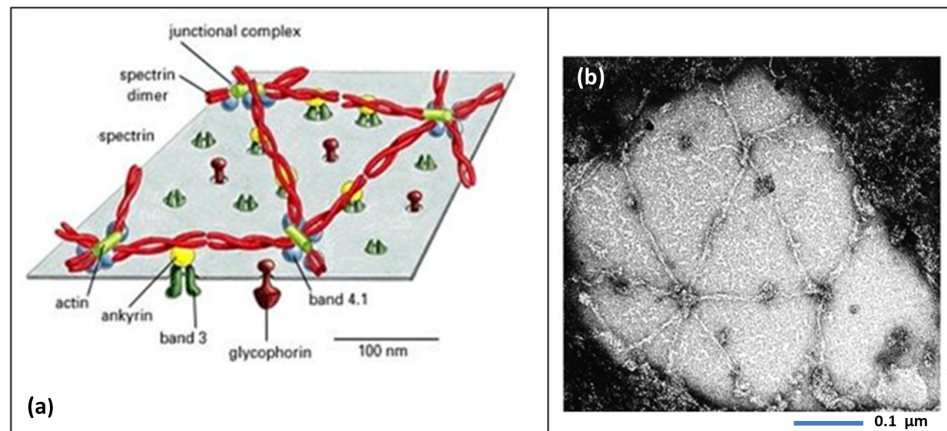 junctional complex
spectrin
dimer
-spectrin
actin
ankyrin
band 3
glycophorin
band 4.1
100 nm
(a)
(b)
0.1 μm